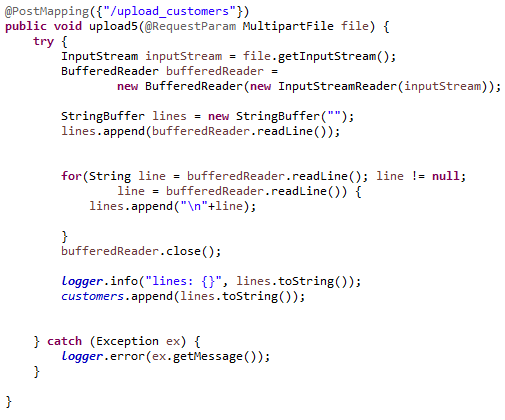 @PostMapping({"/upload_customers"})
public void upload5(@RequestParam MultipartFile file) {
    try {
        InputStream inputStream = file.getInputStream();
        BufferedReader bufferedReader =
                new BufferedReader(new InputStreamReader(inputStream));
        StringBuffer lines = new StringBuffer("");
        lines.append(bufferedReader.readLine());
        for(String line = bufferedReader.readLine(); line != null;
                line = bufferedReader.readLine()) {
            lines.append("\n"+line);
        }
        bufferedReader.close();
        logger.info("lines: {}", lines.toString());
        customers.append(lines.toString());
    } catch (Exception ex) {
        logger.error(ex.getMessage());
    }
}